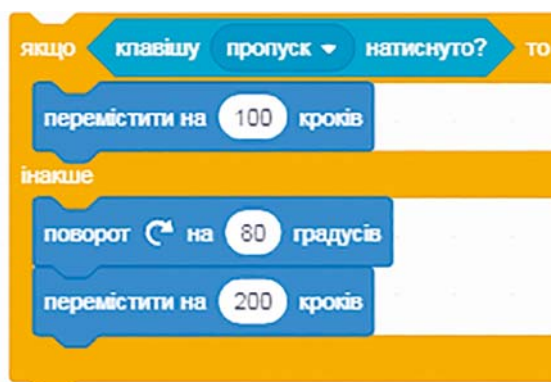 якщо клавішу пропуск натиснуто? то
перемістити на 100 кроків
інакше
поворот на 80 градусів
перемістити на 200 кроків